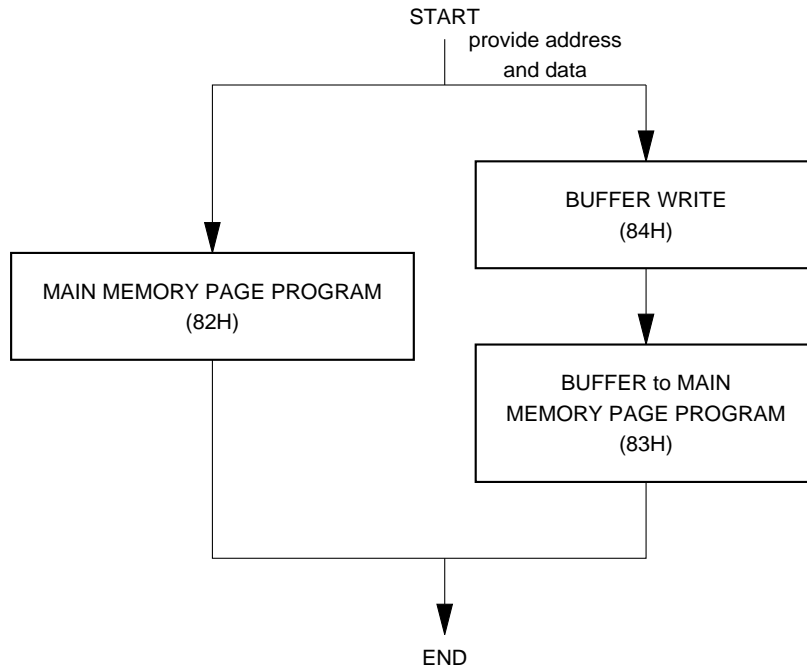 START
provide address
and data
BUFFER WRITE
(84H)
MAIN MEMORY PAGE PROGRAM
(82H)
BUFFER to MAIN
MEMORY PAGE PROGRAM
(83H)
END